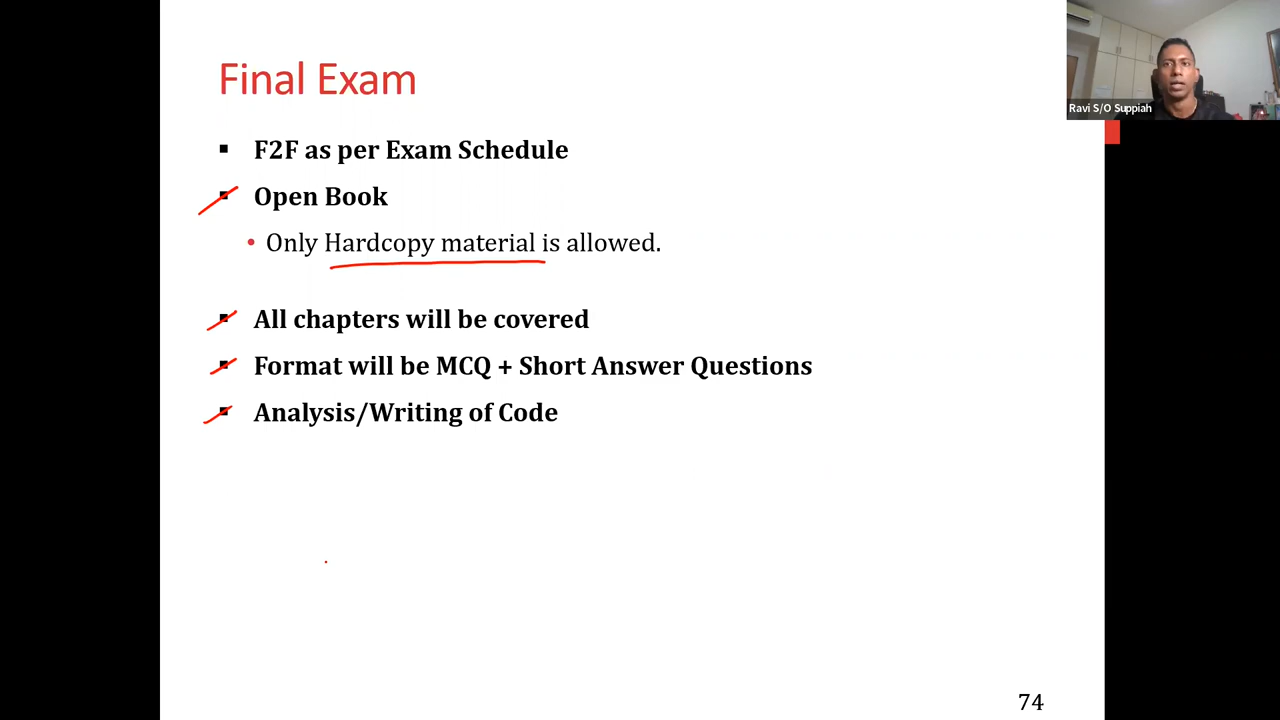 Final Exam
Ravi S/O Suppiah
▪ F2F as per Exam Schedule
▪ Open Book
• Only Hardcopy material is allowed.
▪ All chapters will be covered
▪ Format will be MCQ + Short Answer Questions
▪ Analysis/Writing of Code
74